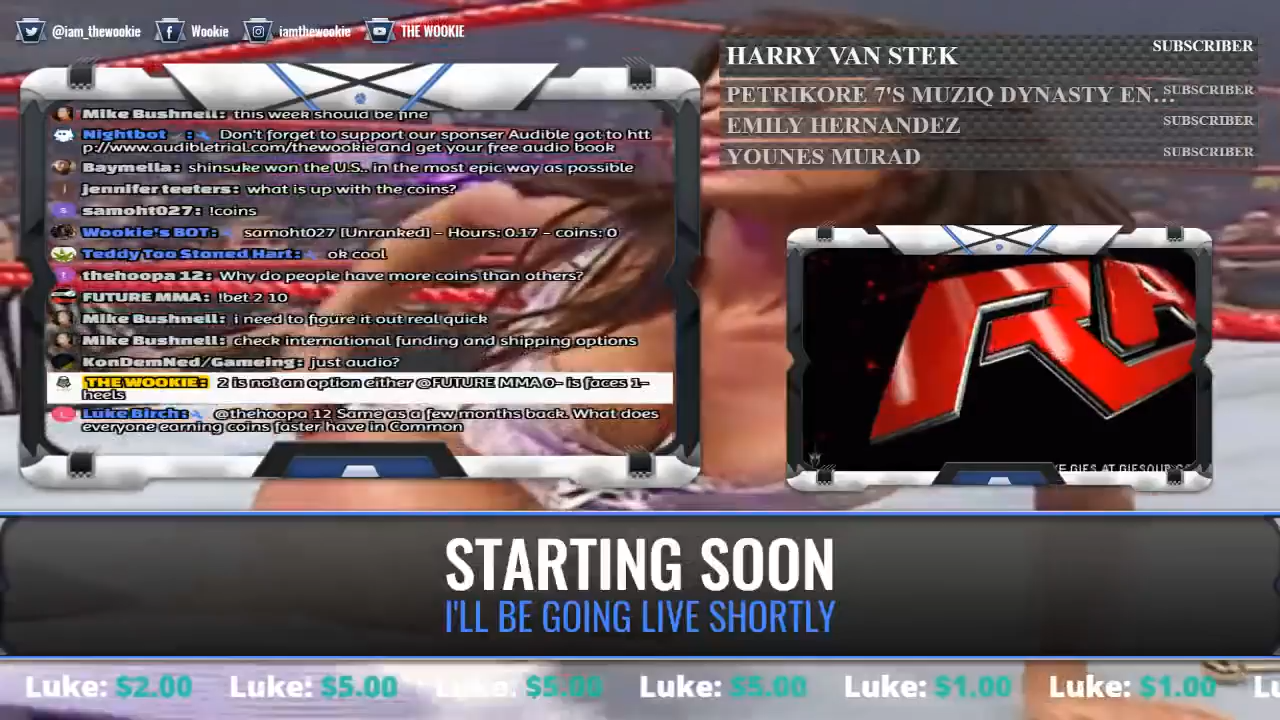 @iam_thewookie Wookie iamthewookie THE WOOKIE
Mike Bushnell: this week should be fine
Nightbot : Don't forget to support our sponser Audible got to htt
p://www.audibletrial.com/thewookie and get your free audio book
Baymella: shinsuke won the U.S.. in the most epic way as possible
jennifer teeters: what is up with the coins?
samoht027: !coins
Wookie's BOT: samoht027 [Unranked] - Hours: 0.17 - coins: 0
Teddy Too Stoned Hart: ok cool
thehoopa 12: Why do people have more coins than others?
FUTURE MMA: !bet 2 10
Mike Bushnell: i need to figure it out real quick
Mike Bushnell: check international funding and shipping options
KonDemNed/Gameing: just audio?
THE WOOKIE: 2 is not an option either @FUTURE MMA 0- is faces 1-
heels
Luke Birch: @thehoopa 12 Same as a few months back. What does
everyone earning coins faster have in Common
HARRY VAN STEK SUBSCRIBER
PETRIKORE 7'S MUZIQ DYNASTY EN... SUBSCRIBER
EMILY HERNANDEZ SUBSCRIBER
YOUNES MURAD SUBSCRIBER
RA
GIFS AT GIFSOUP.CO
STARTING SOON
I'LL BE GOING LIVE SHORTLY
Luke: $2.00 Luke: $5.00 Luke: $5.00 Luke: $5.00 Luke: $1.00 Luke: $1.00 Lu